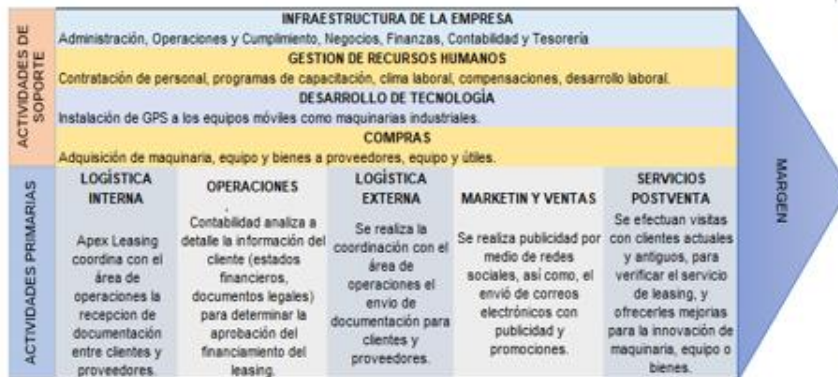 ACTIVIDADES DE SOPORTE
INFRAESTRUCTURA DE LA EMPRESA
Administración, Operaciones y Cumplimiento, Negocios, Finanzas, Contabilidad y Tesorería
GESTION DE RECURSOS HUMANOS
Contratación de personal, programas de capacitación, clima laboral, compensaciones, desarrollo laboral.
DESARROLLO DE TECNOLOGÍA
Instalación de GPS a los equipos móviles como maquinarias industriales.
COMPRAS
Adquisición de maquinaria, equipo y bienes a proveedores, equipo y útiles.
ACTIVIDADES PRIMARIAS
LOGÍSTICA
INTERNA
Apex Leasing
coordina con el
área de
operaciones la
recepcion de
documentación
entre clientes y
proveedores.
OPERACIONES
Contabilidad analiza a
detalle la información del
cliente (estados
financieros,
documentos legales)
para determinar la
aprobación del
financiamiento del
leasing.
LOGÍSTICA
EXTERNA
Se realiza la
coordinación con el
área de
operaciones el
envio de
documentación para
clientes y
proveedores.
MARKETIN Y VENTAS
Se realiza publicidad por
medio de redes
sociales, así como, el
envió de correos
electrónicos con
publicidad y
promociones.
SERVICIOS
POSTVENTA
Se efectuan visitas
con clientes actuales
y antiguos, para
verificar el servicio
de leasing, y
ofrecerles mejorias
para la innovación de
maquinaria, equipo o
bienes.
MARGEN